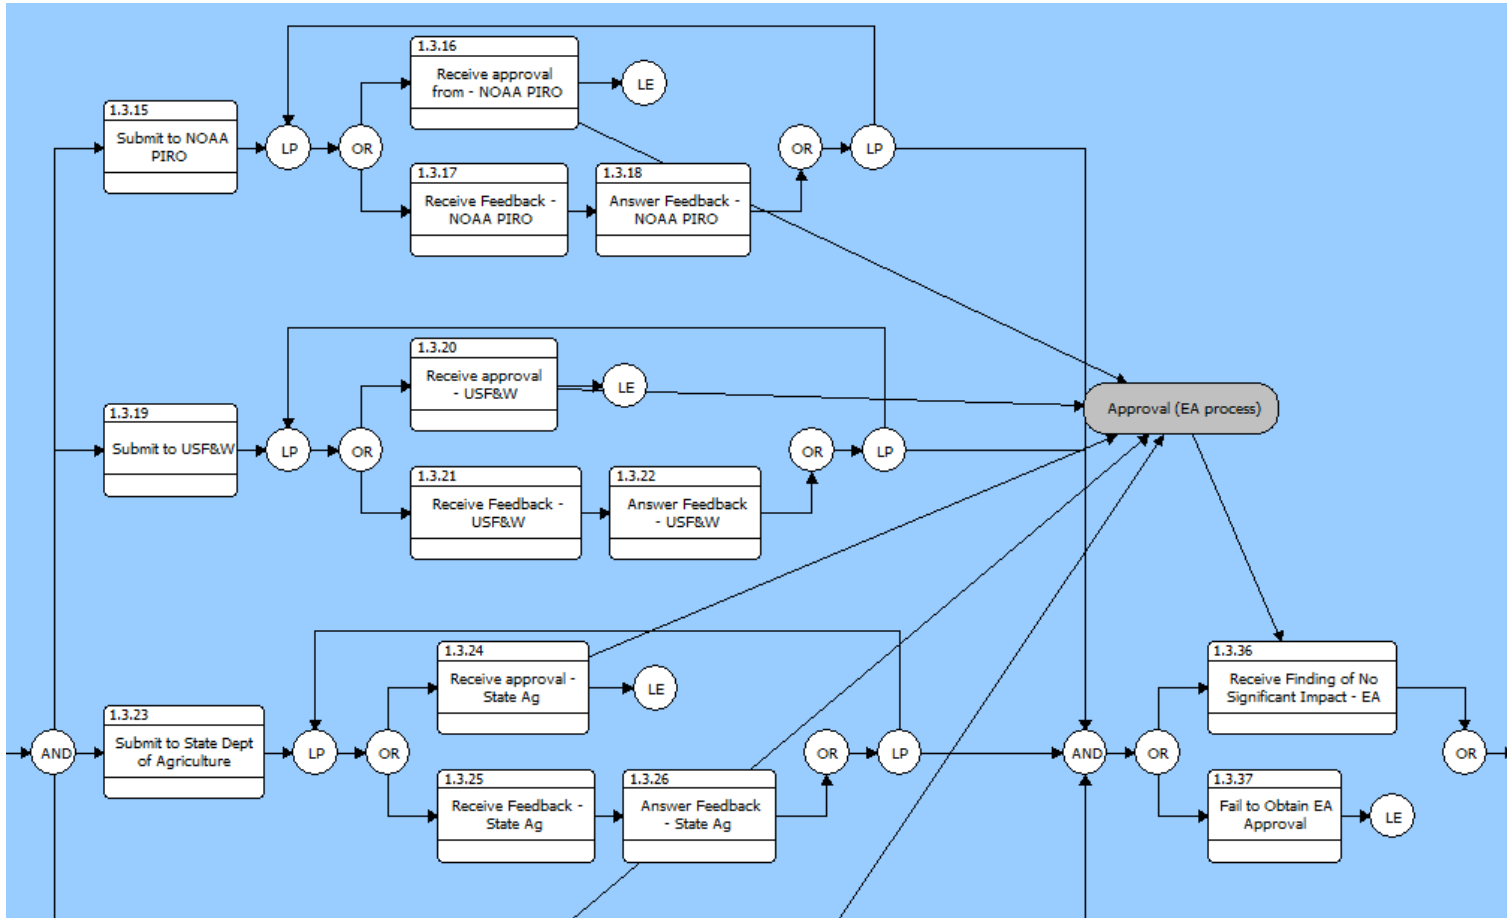 1.3.16
Receive approval
from - NOAA PIRO
LE
1.3.15
Submit to NOAA
PIRO
LP
OR
OR
LP
1.3.17
Receive Feedback -
NOAA PIRO
1.3.18
Answer Feedback -
NOAA PIRO
1.3.20
Receive approval
- USF&W
LE
Approval (EA process)
1.3.19
Submit to USF&W
LP
OR
OR
LP
1.3.21
Receive Feedback -
USF&W
1.3.22
Answer Feedback
- USF&W
1.3.24
Receive approval -
State Ag
LE
1.3.36
Receive Finding of No
Significant Impact - EA
AND
1.3.23
Submit to State Dept
of Agriculture
LP
OR
OR
LP
AND
OR
OR
1.3.25
Receive Feedback -
State Ag
1.3.26
Answer Feedback
- State Ag
1.3.37
Fail to Obtain EA
Approval
LE